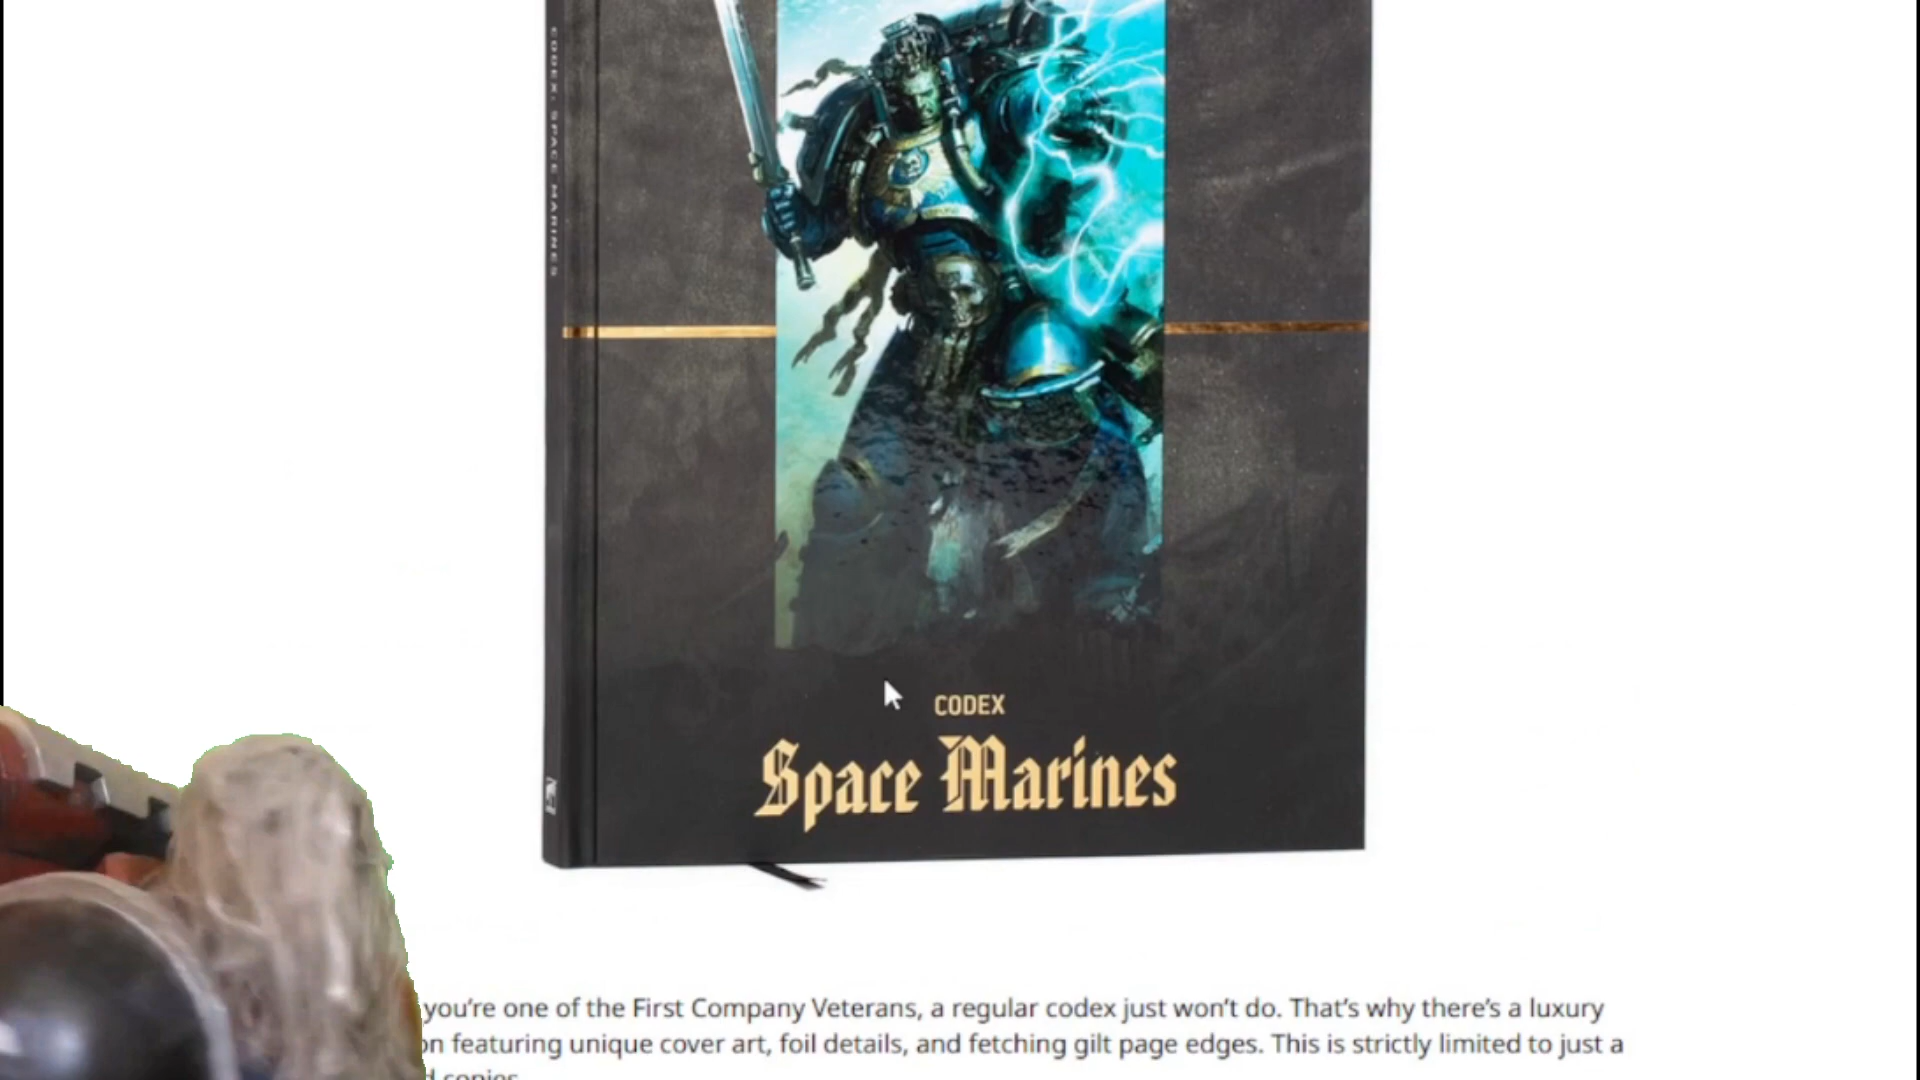 CODEX: SPACE MARINES
CODEX
Space Marines
you're one of the First Company Veterans, a regular codex just won't do. That's why there's a luxury
on featuring unique cover art, foil details, and fetching gilt page edges. This is strictly limited to just a
d copies